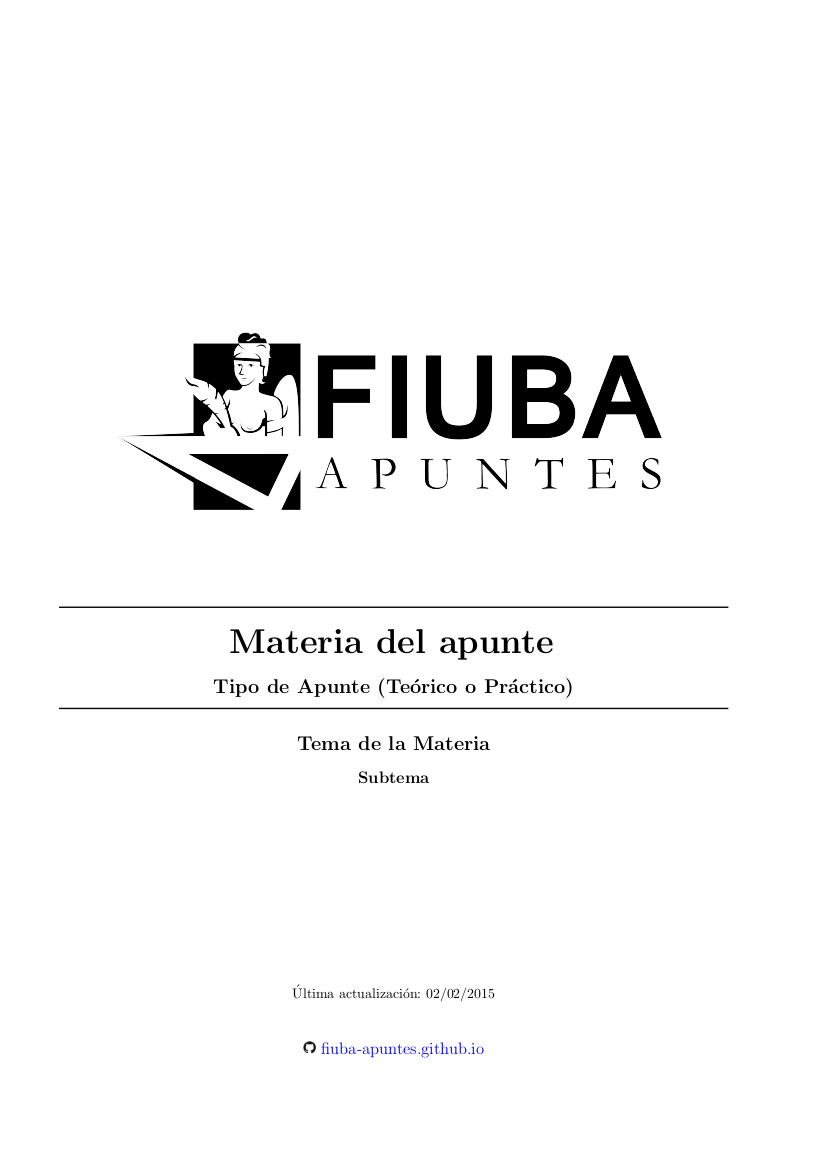 FIUBA
APUNTES
Materia del apunte
Tipo de Apunte (Teórico o Práctico)
Tema de la Materia
Subtema
Última actualización: 02/02/2015
fiuba-apuntes.github.io